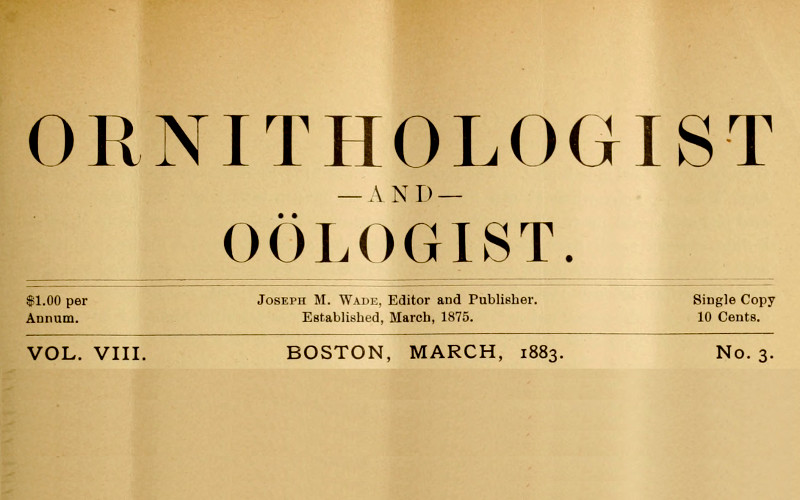 ORNITHOLOGIST
—AND—
OÖLOGIST.
$1.00 per Annum.
JOSEPH M. WADE, Editor and Publisher.
Established, March, 1875.
Single Copy 10 Cents.
VOL. VIII. BOSTON, MARCH, 1883. No. 3.